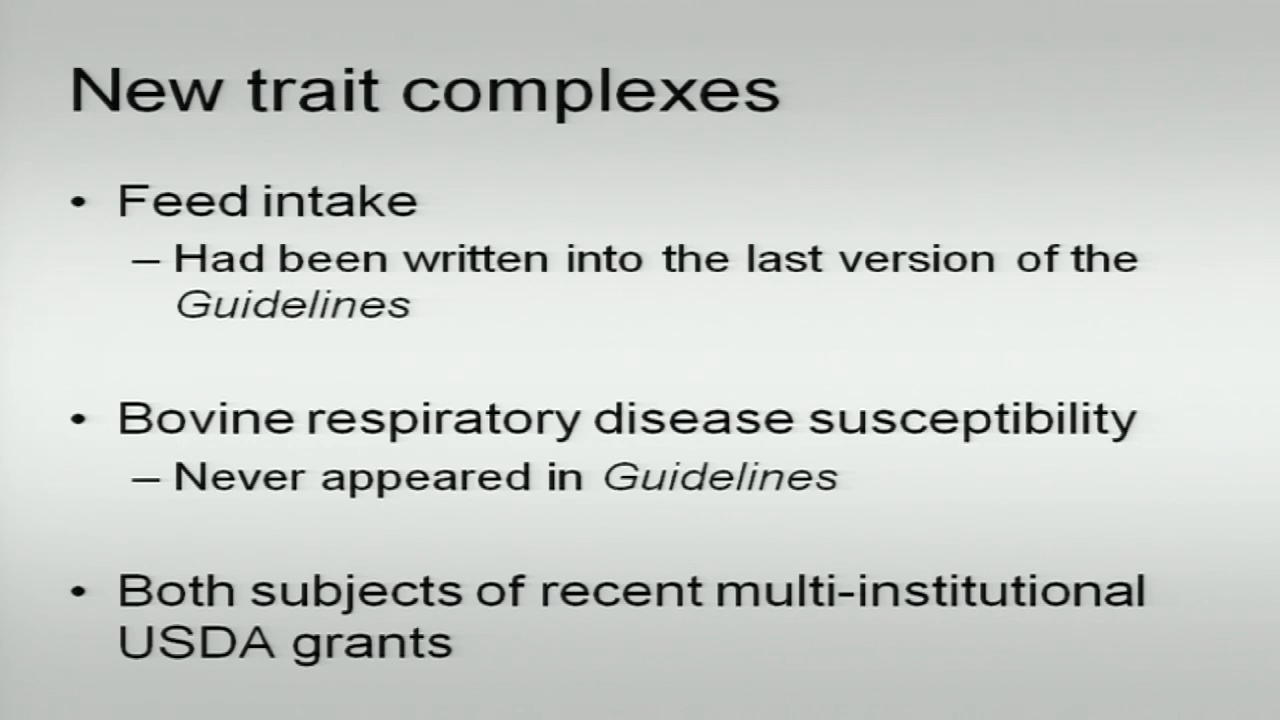 New trait complexes
• Feed intake
– Had been written into the last version of the
Guidelines
• Bovine respiratory disease susceptibility
– Never appeared in Guidelines
• Both subjects of recent multi-institutional
USDA grants